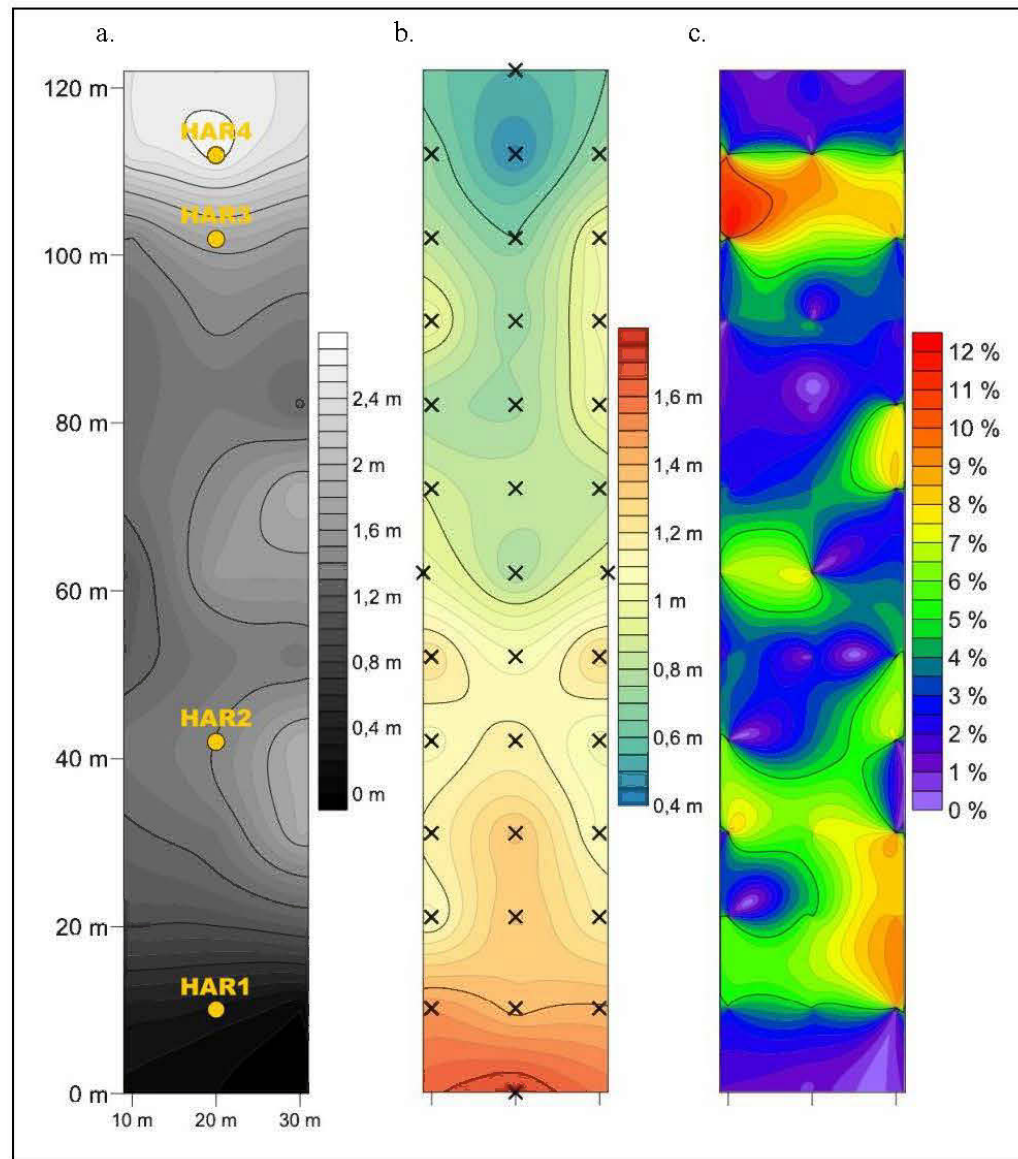 a.
b.
c.
120 m
100 m
80 m
60 m
40 m
20 m
0 m
10 m
20 m
30 m
HAR4
HAR3
HAR2
HAR1
2,4 m
2 m
1,6 m
1,2 m
0,8 m
0,4 m
0 m
1,6 m
1,4 m
1,2 m
1 m
0,8 m
0,6 m
0,4 m
12 %
11 %
10 %
9 %
8 %
7 %
6 %
5 %
4 %
3 %
2 %
1 %
0 %